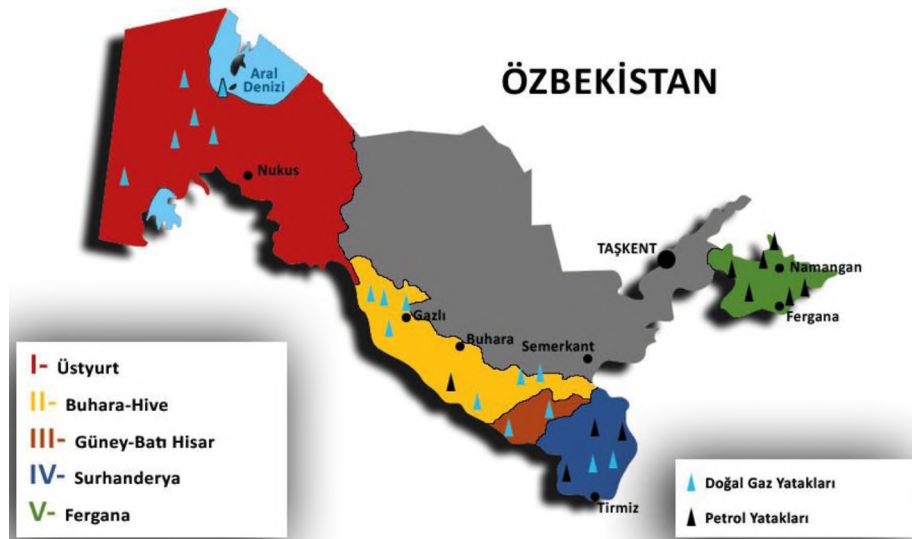 ÖZBEKİSTAN
Aral
Denizi
Nukus
TAŞKENT
Namangan
Fergana
Gazlı
Buhara
Semerkant
Tirmiz
I- Üstyurt
II- Buhara-Hive
III- Güney-Batı Hisar
IV- Surhanderya
V- Fergana
Doğal Gaz Yatakları
Petrol Yatakları